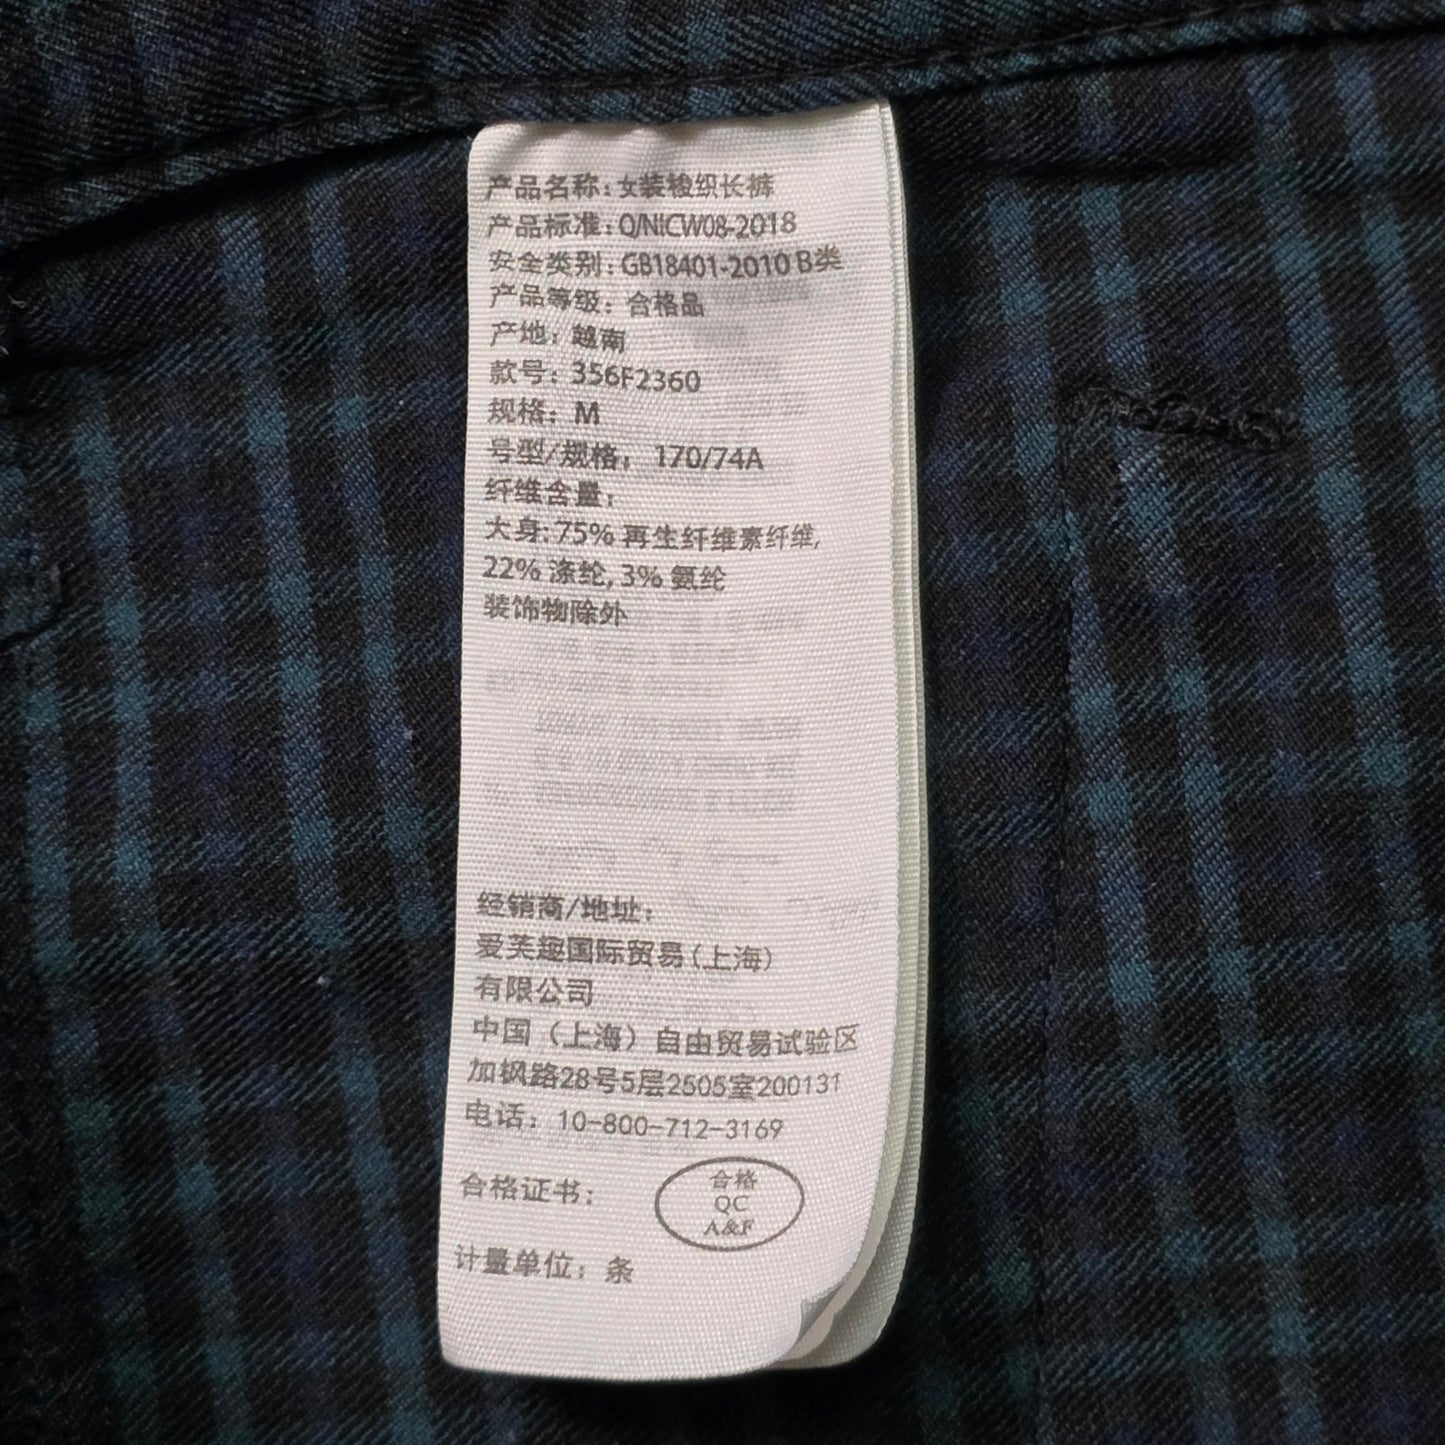 产品名称:女装梭织长裤
产品标准:Q/NICW08-2018
安全类别:GB18401-2010 B类
产品等级: 合格品
产地: 越南
款号: 356F2360
规格: M
号型/规格: 170/74A
纤维含量:
大身: 75% 再生纤维素纤维,
22% 涤纶, 3% 氨纶
装饰物除外
经销商/地址:
爱芙趣国际贸易(上海)
有限公司
中国(上海)自由贸易试验区
加枫路28号5层2505室200131
电话: 10-800-712-3169
合格证书:
合格
QC
A&F
计量单位: 条